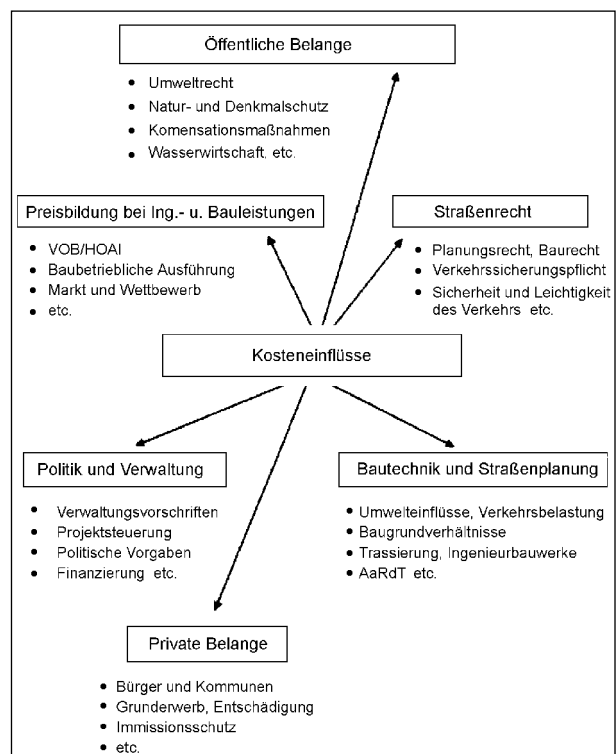 Öffentliche Belange
• Umweltrecht
• Natur- und Denkmalschutz
• Komensationsmaßnahmen
• Wasserwirtschaft, etc.
Preisbildung bei Ing.- u. Bauleistungen
• VOB/HOAI
• Baubetriebliche Ausführung
• Markt und Wettbewerb
• etc.
Straßenrecht
• Planungsrecht, Baurecht
• Verkehrssicherungspflicht
• Sicherheit und Leichtigkeit
des Verkehrs etc.
Kosteneinflüsse
Politik und Verwaltung
• Verwaltungsvorschriften
• Projektsteuerung
• Politische Vorgaben
• Finanzierung etc.
Bautechnik und Straßenplanung
• Umwelteinflüsse, Verkehrsbelastung
• Baugrundverhältnisse
• Trassierung, Ingenieurbauwerke
• AaRdT etc.
Private Belange
• Bürger und Kommunen
• Grunderwerb, Entschädigung
• Immissionsschutz
• etc.